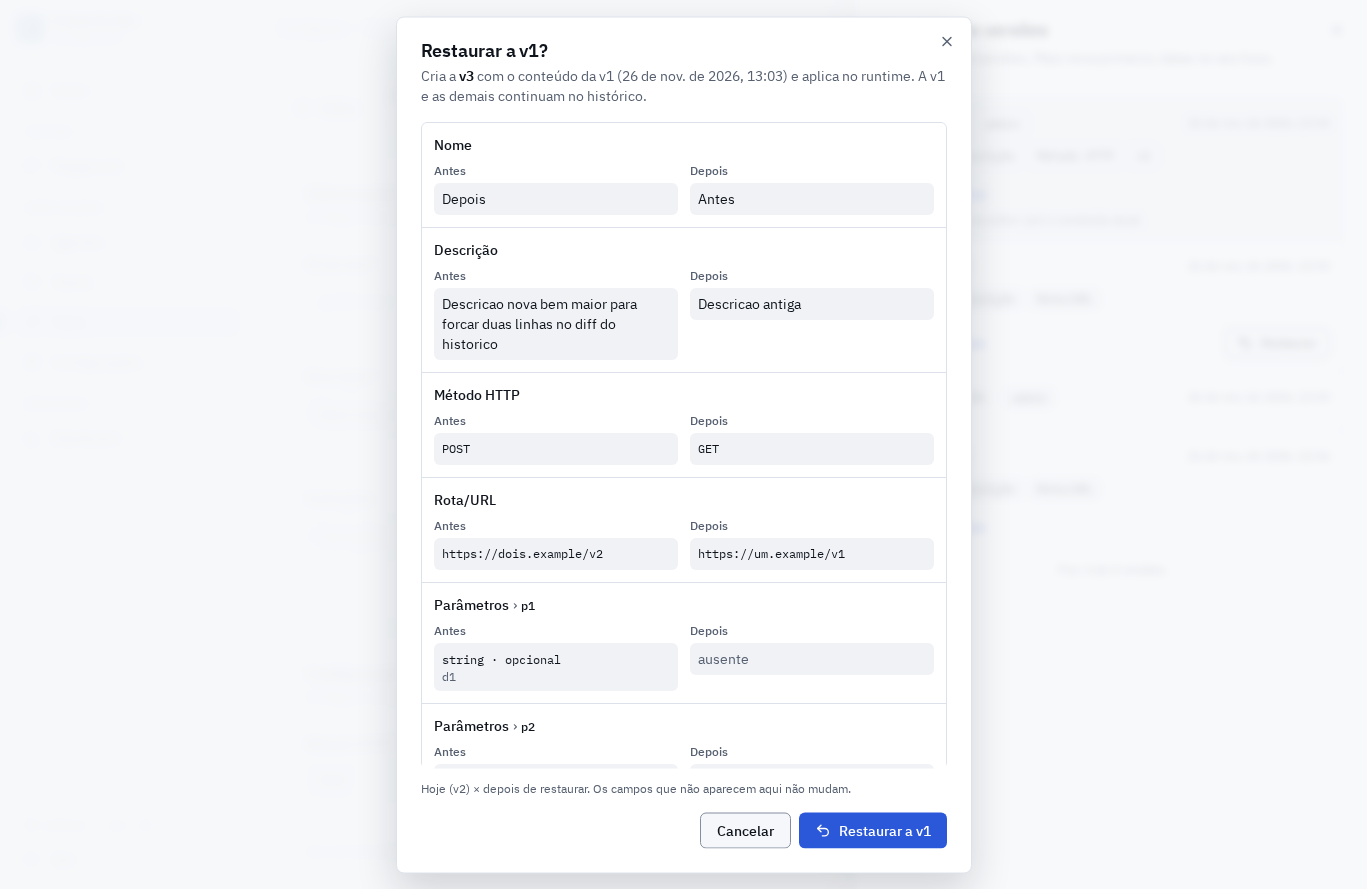 Restaurar a v1?
Cria a v3 com o conteúdo da v1 (26 de nov. de 2026, 13:03) e aplica no runtime. A v1
e as demais continuam no histórico.
Nome
Antes
Depois
Depois
Antes
Descrição
Antes
Depois
Descricao nova bem maior para
forcar duas linhas no diff do
historico
Descricao antiga
Método HTTP
Antes
Depois
POST
GET
Rota/URL
Antes
Depois
https://dois.example/v2
https://um.example/v1
Parâmetros › p1
Antes
Depois
string · opcional
d1
ausente
Parâmetros › p2
Antes
Depois
Hoje (v2) × depois de restaurar. Os campos que não aparecem aqui não mudam.
Cancelar
Restaurar a v1